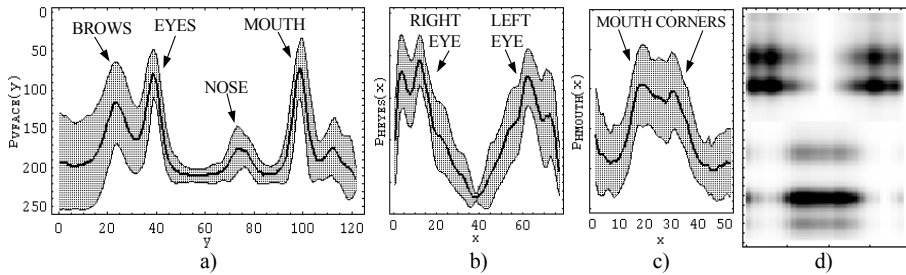 BROWS
EYES
MOUTH
NOSE
P_VFACE(y)
0
50
100
150
200
250
0 20 40 60 80 100 120
y
a)
RIGHT
EYE
LEFT
EYE
P_HEYES(x)
0 20 40 60
x
b)
MOUTH CORNERS
P_HMOUTH(x)
0 10 20 30 40 50
x
c)
d)